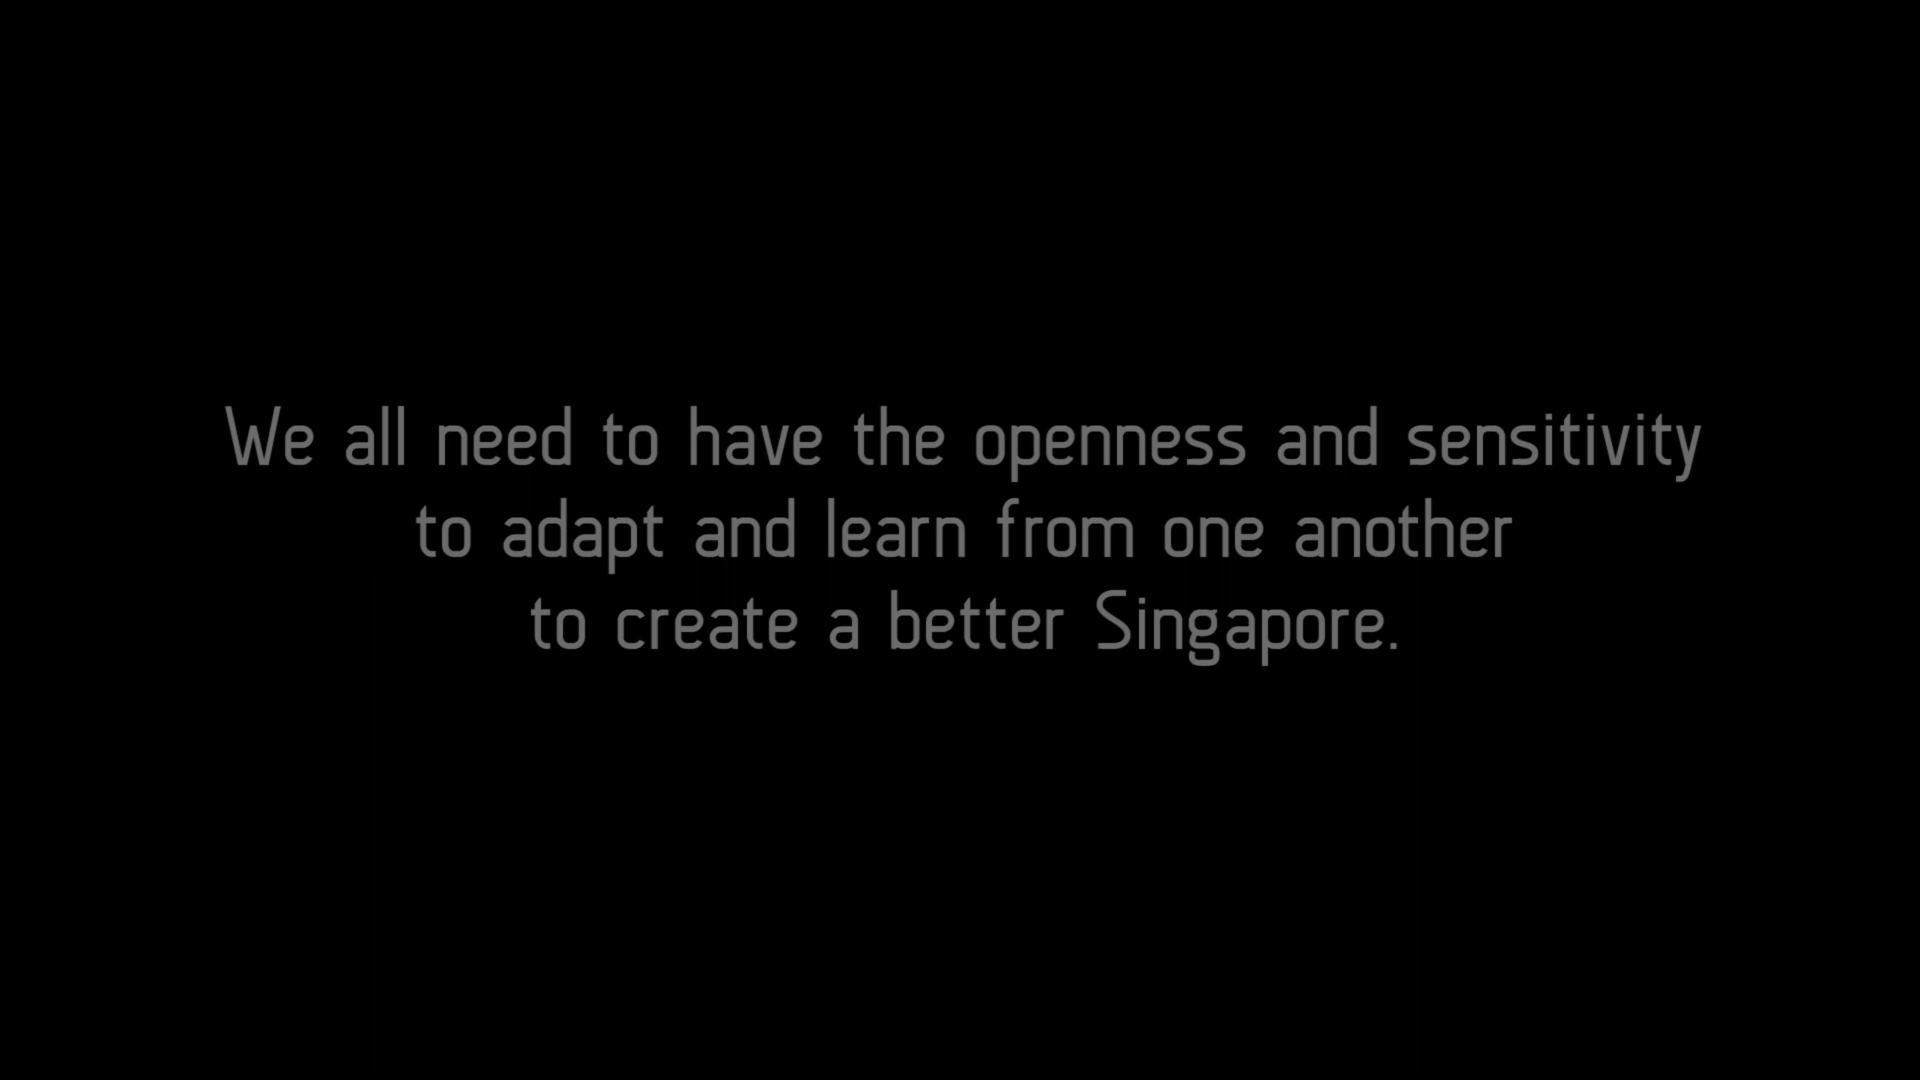 We all need to have the openness and sensitivity
to adapt and learn from one another
to create a better Singapore.